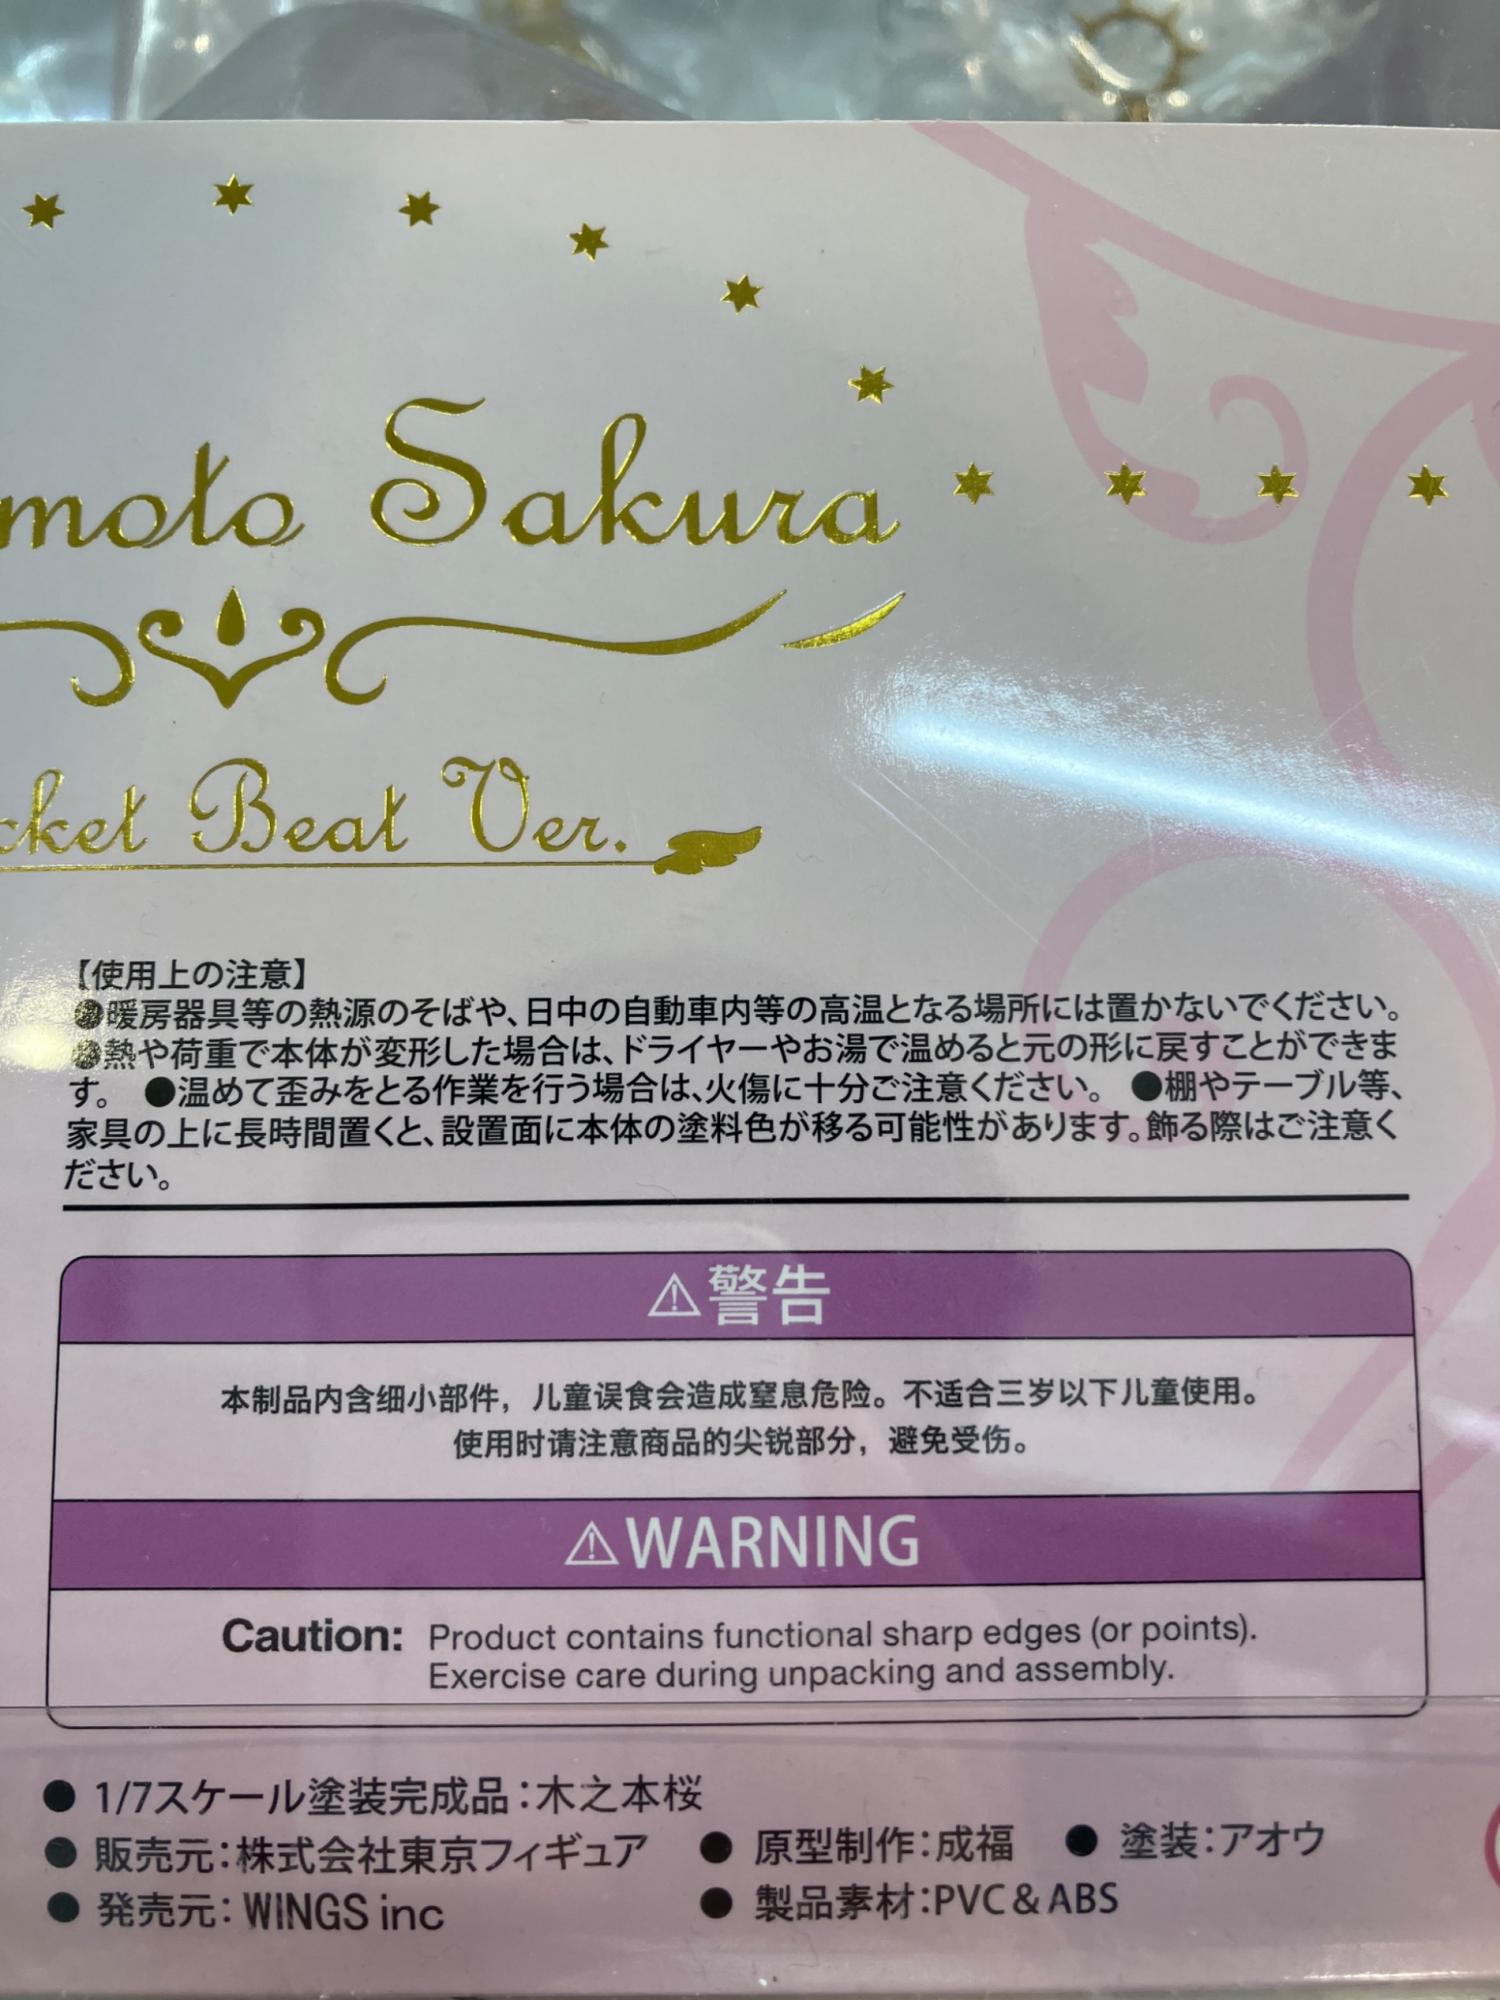 moto Sakura
cket Beat Ver.
【使用上の注意】
●暖房器具等の熱源のそばや、日中の自動車内等の高温となる場所には置かないでください。
●熱や荷重で本体が変形した場合は、ドライヤーやお湯で温めると元の形に戻すことができま
す。 ●温めて歪みをとる作業を行う場合は、火傷に十分ご注意ください。 ●棚やテーブル等、
家具の上に長時間置くと、設置面に本体の塗料色が移る可能性があります。飾る際はご注意く
ださい。
⚠警告
本制品内含细小部件，儿童误食会造成窒息危险。不适合三岁以下儿童使用。
使用时请注意商品的尖锐部分，避免受伤。
⚠WARNING
Caution: Product contains functional sharp edges (or points).
Exercise care during unpacking and assembly.
● 1/7スケール塗装完成品：木之本桜
● 販売元：株式会社東京フィギュア ● 原型制作：成福 ● 塗装：アオウ
● 発売元：WINGS inc ● 製品素材：PVC＆ABS